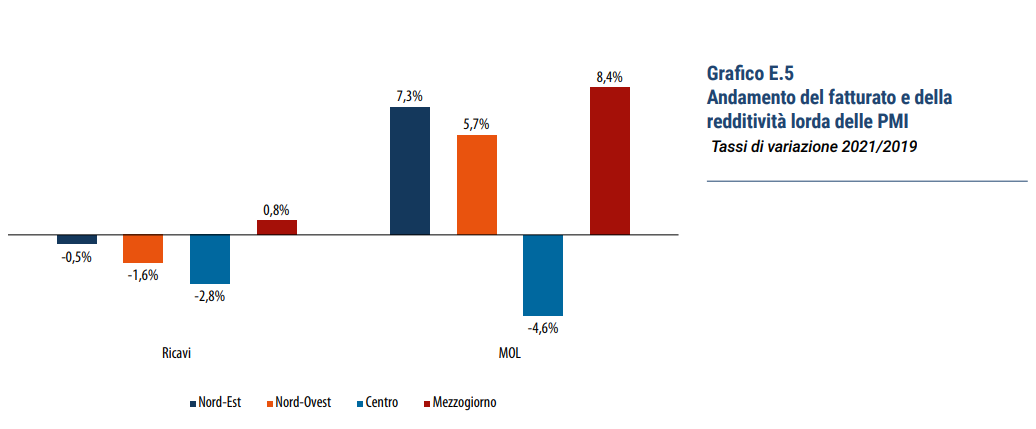 Grafico E.5
Andamento del fatturato e della
redditività lorda delle PMI
Tassi di variazione 2021/2019
8,4%
7,3%
5,7%
0,8%
-0,5%
-1,6%
-2,8%
-4,6%
Ricavi
MOL
Nord-Est
Nord-Ovest
Centro
Mezzogiorno